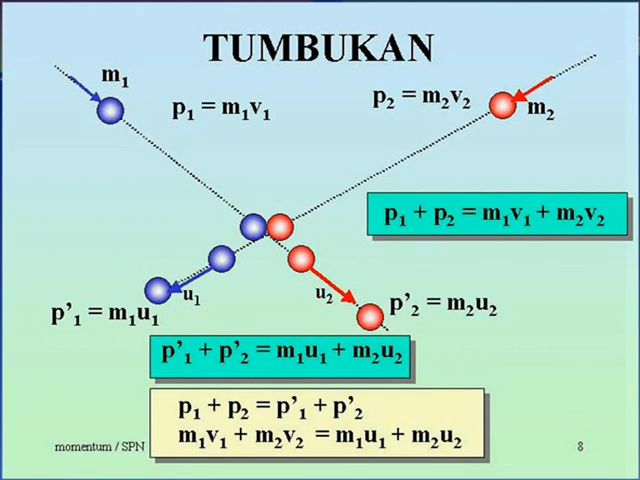 TUMBUKAN
m₁
p₁ = m₁v₁
p₂ = m₂v₂
m₂
p₁ + p₂ = m₁v₁ + m₂v₂
u₁
u₂
p’₁ = m₁u₁
p’₂ = m₂u₂
p’₁ + p’₂ = m₁u₁ + m₂u₂
p₁ + p₂ = p’₁ + p’₂
m₁v₁ + m₂v₂ = m₁u₁ + m₂u₂
momentum / SPN
8